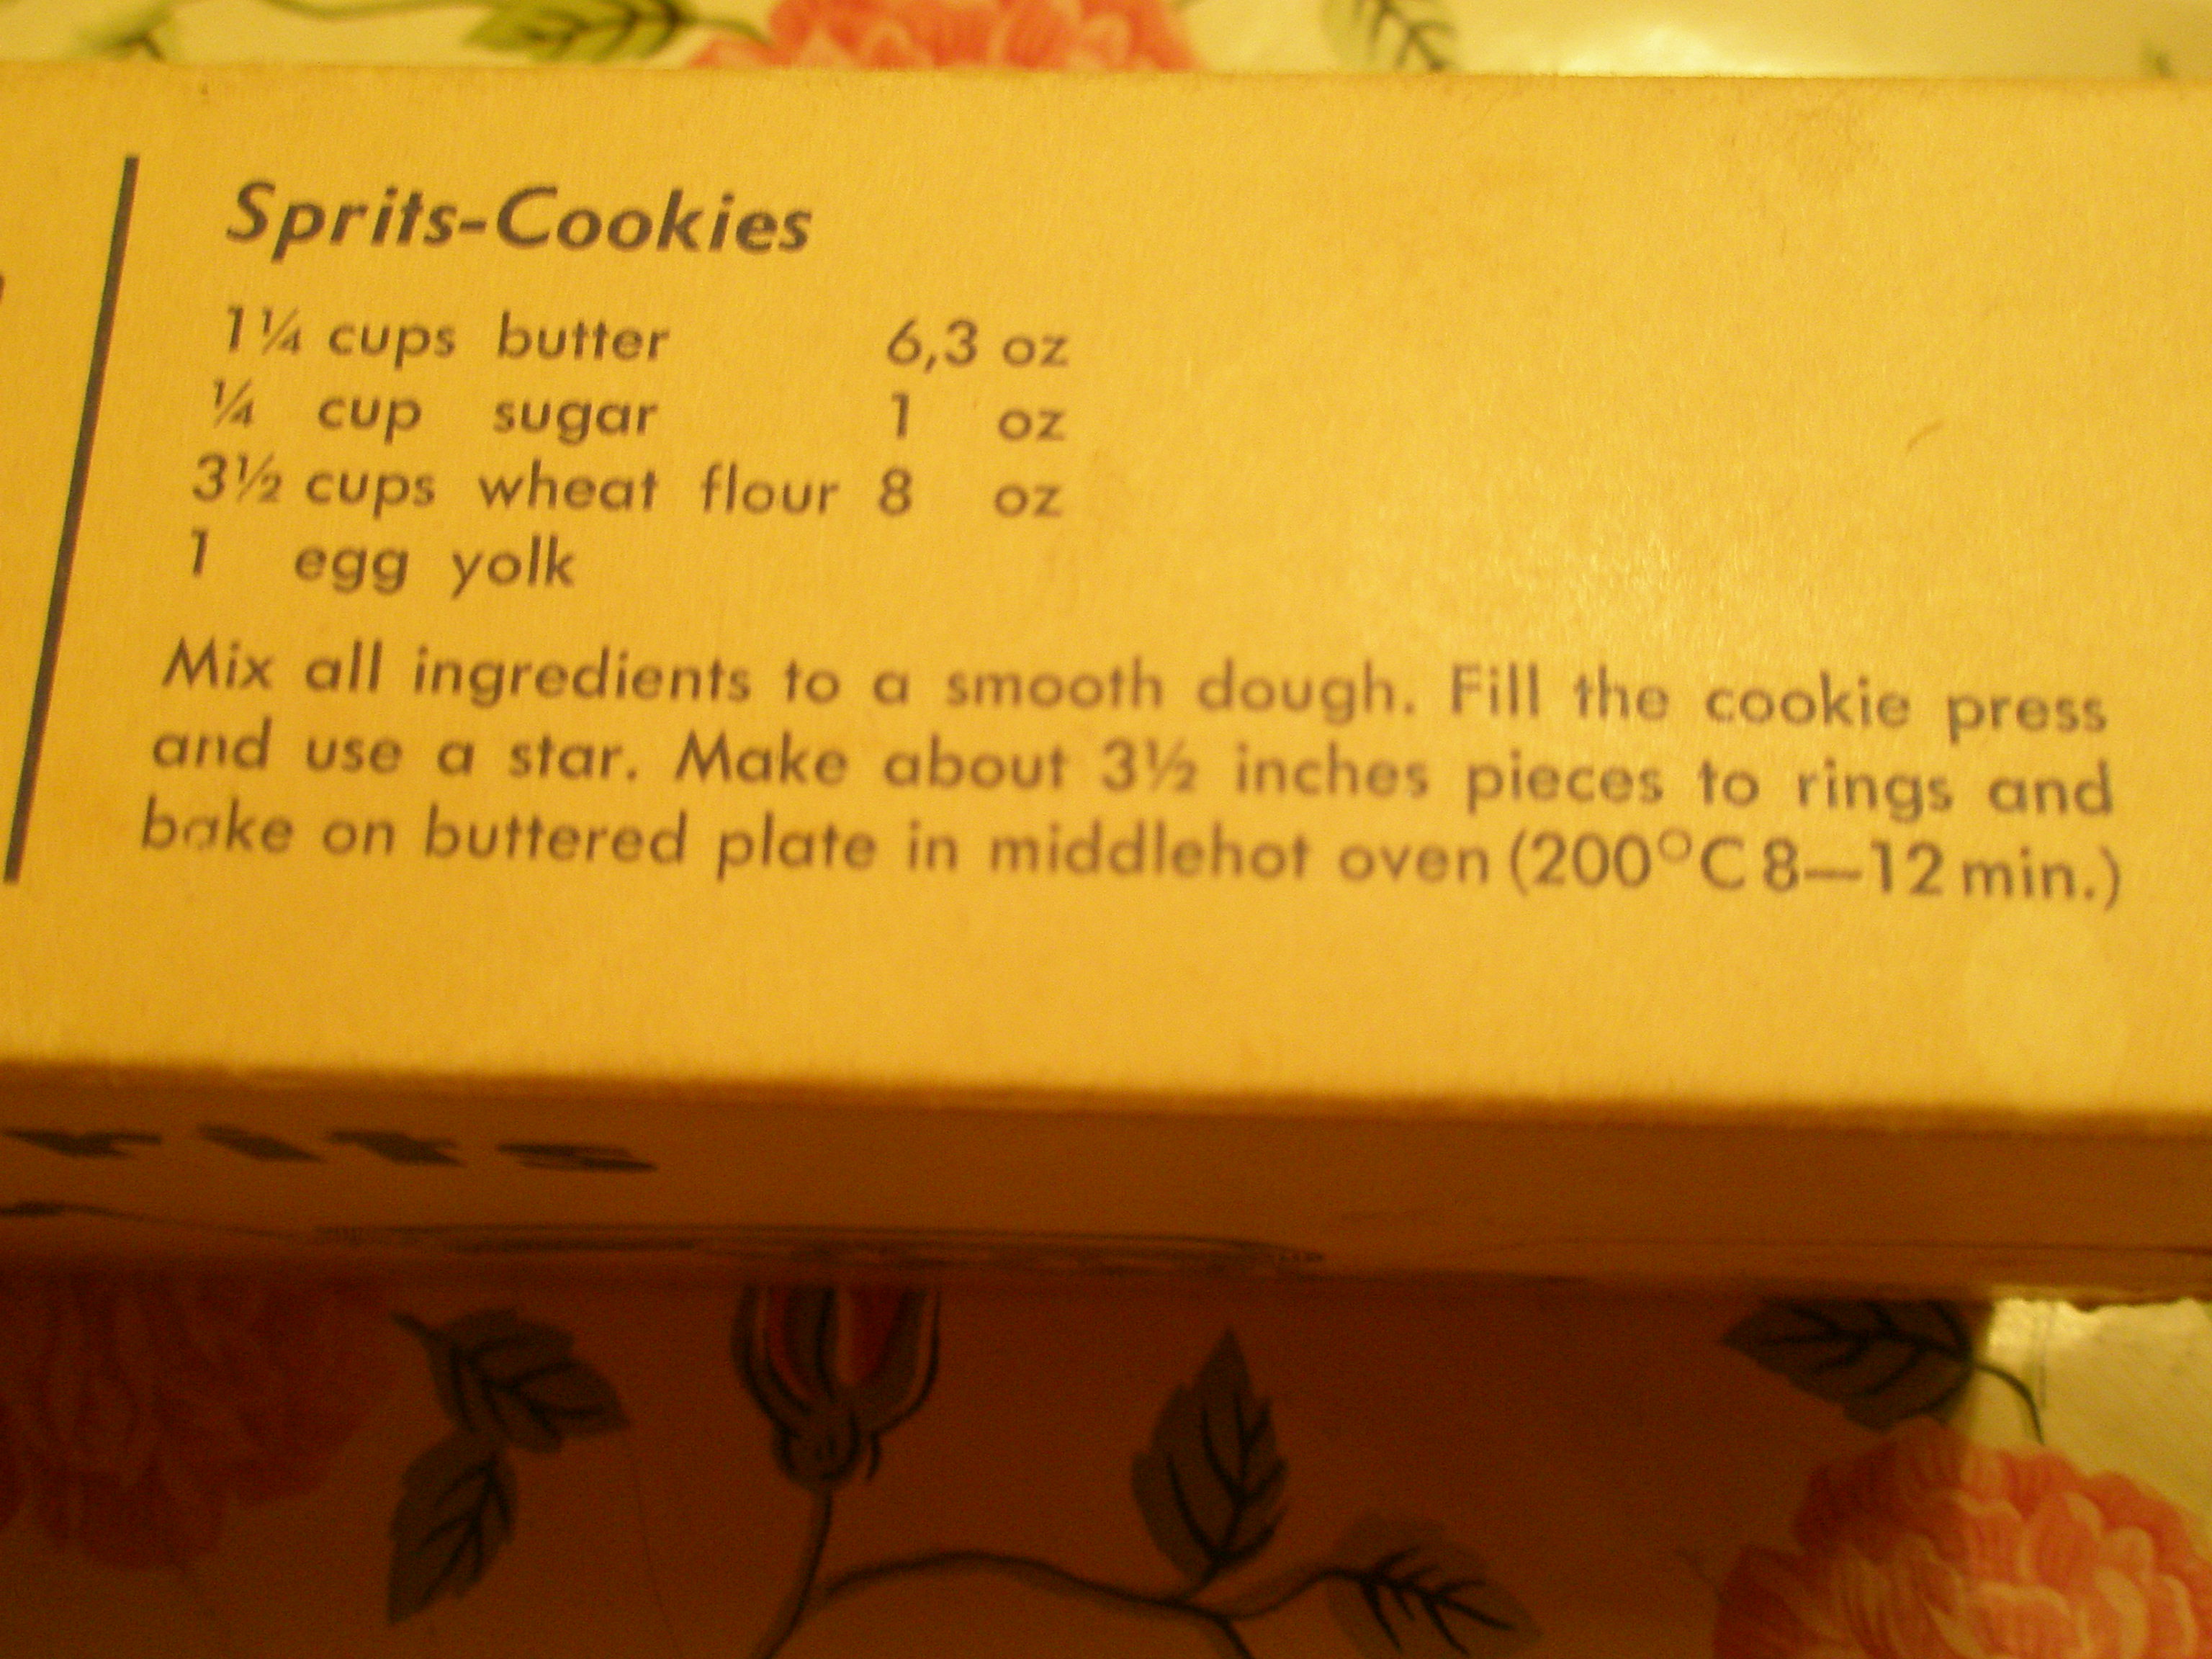 Sprits-Cookies
1¼ cups butter 6,3 oz
¼ cup sugar 1 oz
3½ cups wheat flour 8 oz
1 egg yolk
Mix all ingredients to a smooth dough. Fill the cookie press
and use a star. Make about 3½ inches pieces to rings and
bake on buttered plate in middlehot oven (200°C 8—12 min.)